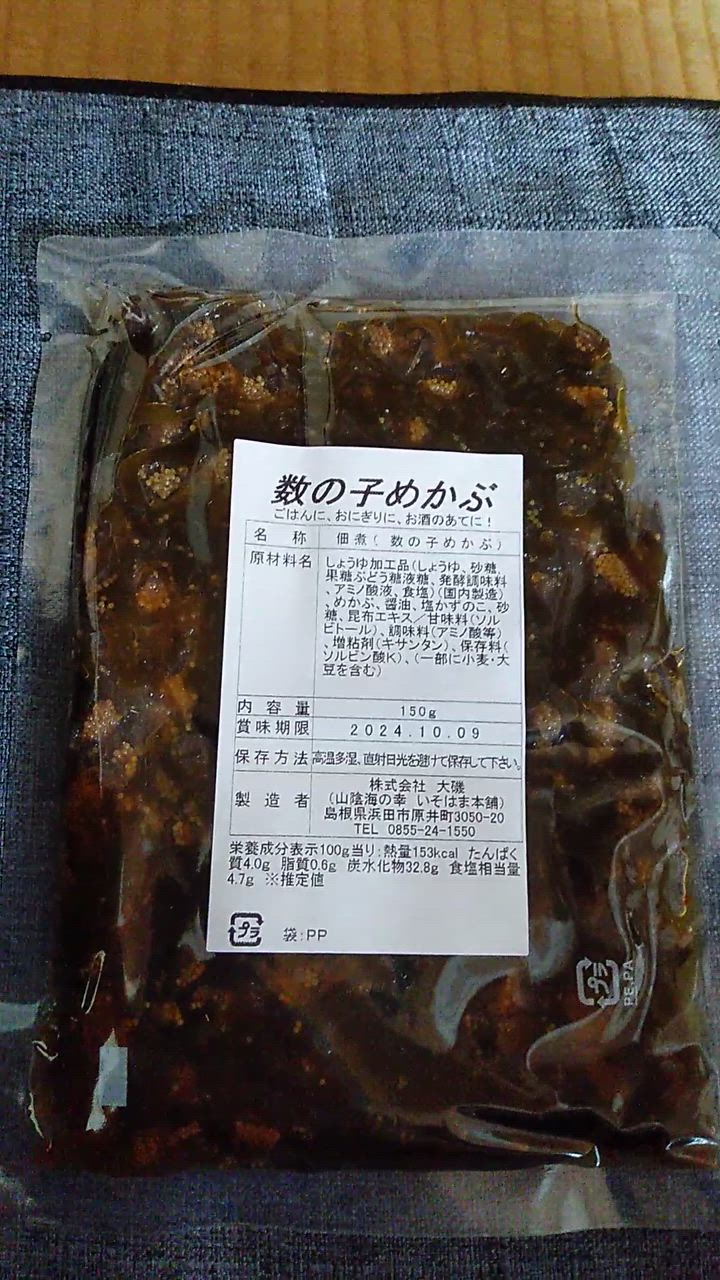 数の子めかぶ
ごはんに、おにぎりに、お酒のあてに！
名称 佃煮（数の子めかぶ）
原材料名 しょうゆ加工品（しょうゆ、砂糖、
果糖ぶどう糖液糖、発酵調味料
、アミノ酸液、食塩）（国内製造）
、めかぶ、醤油、塩かずのこ、砂
糖、昆布エキス／甘味料（ソル
ビトール）、調味料（アミノ酸等）
、増粘剤（キサンタン）、保存料（
ソルビン酸K）、（一部に小麦・大
豆を含む）
内容量 150g
賞味期限 2024.10.09
保存方法 高温多湿、直射日光を避けて保存して下さい。
製造者 株式会社 大磯
（山陰海の幸 いそはま本舗）
島根県浜田市原井町3050-20
TEL 0855-24-1550
栄養成分表示100g当り：熱量153kcal たんぱく
質4.0g 脂質0.6g 炭水化物32.8g 食塩相当量
4.7g ※推定値
プラ 袋：PP
プラ PE.PA